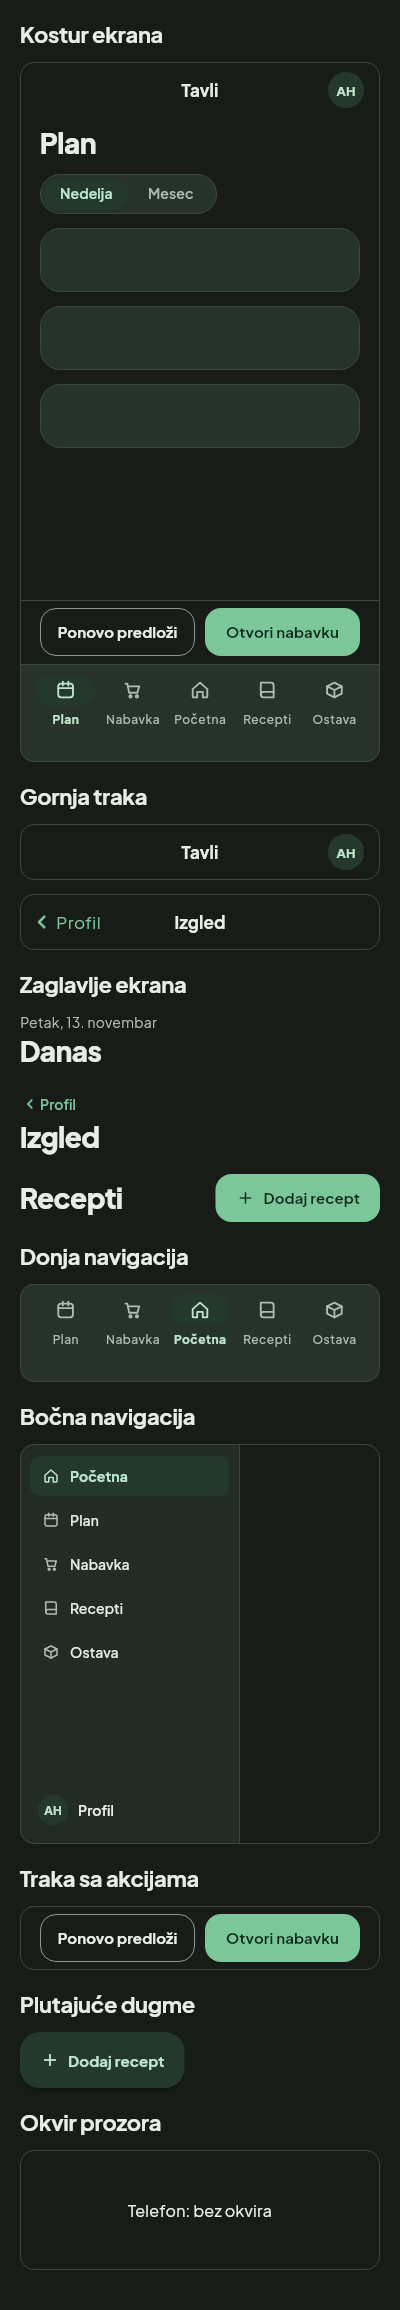 Kostur ekrana
Tavli
AH
Plan
Nedelja
Mesec
Ponovo predloži
Otvori nabavku
Plan
Nabavka
Početna
Recepti
Ostava
Gornja traka
Tavli
AH
Profil
Izgled
Zaglavlje ekrana
Petak, 13. novembar
Danas
Profil
Izgled
Recepti
Dodaj recept
Donja navigacija
Plan
Nabavka
Početna
Recepti
Ostava
Bočna navigacija
Početna
Plan
Nabavka
Recepti
Ostava
AH
Profil
Traka sa akcijama
Ponovo predloži
Otvori nabavku
Plutajuće dugme
Dodaj recept
Okvir prozora
Telefon: bez okvira